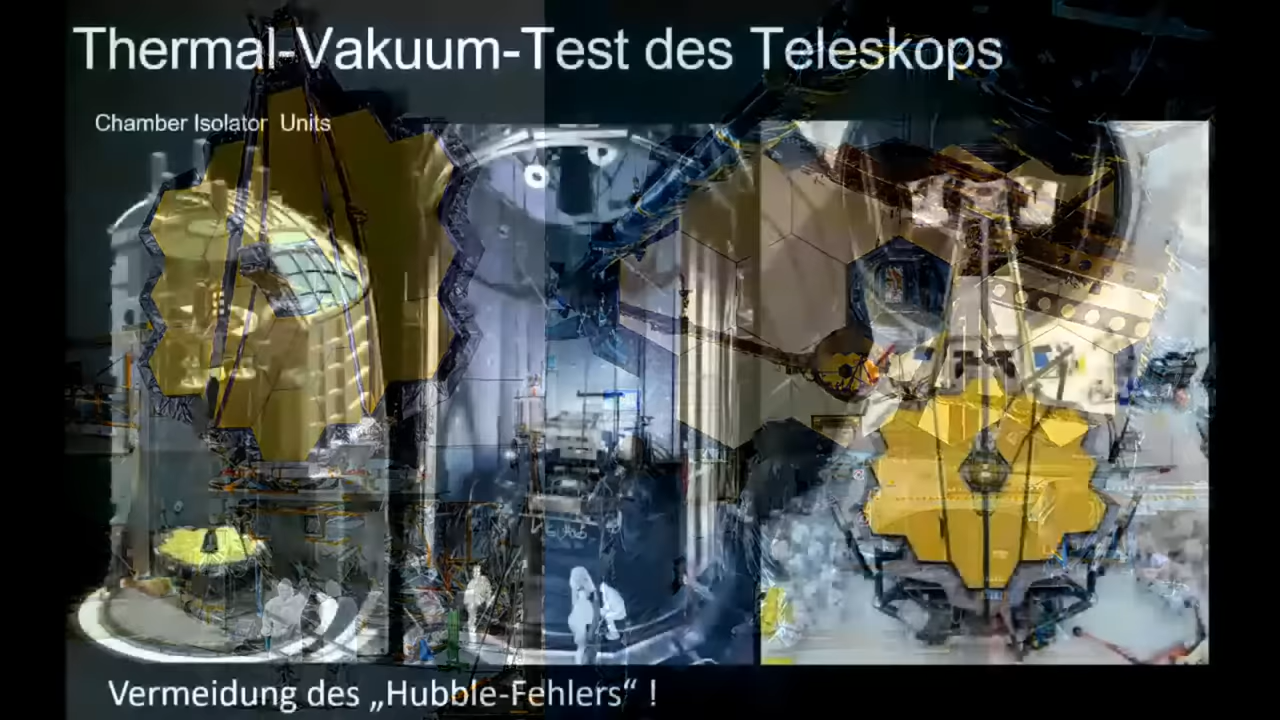 Thermal-Vakuum-Test des Teleskops
Chamber Isolator Units
Vermeidung des „Hubble-Fehlers“ !